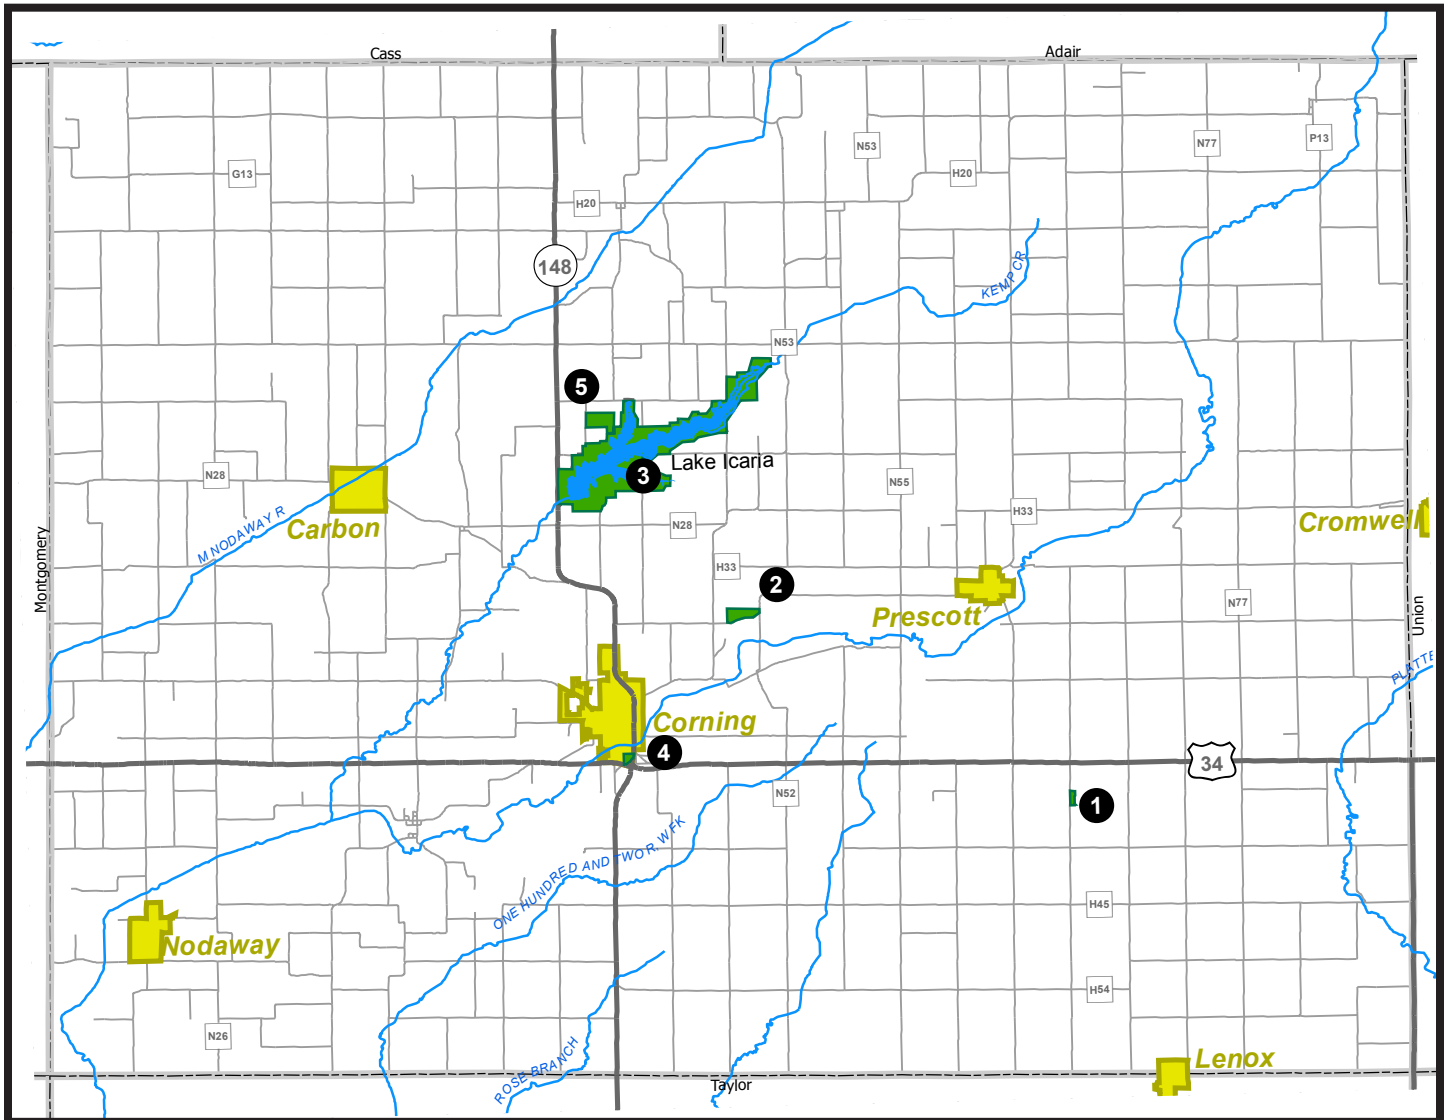 Cass
Adair
N53
N77
P13
G13
H20
H20
148
KEMP CR
N53
5
Lake Icaria
3
N28
N55
H33
M NODAWAY R
Carbon
N28
Cromwell
Montgomery
H33
2
Prescott
N77
Union
PLATTE
Corning
4
34
N52
1
ONE HUNDRED AND TWO R, W FK
H45
Nodaway
H54
N26
ROSE BRANCH
Lenox
Taylor